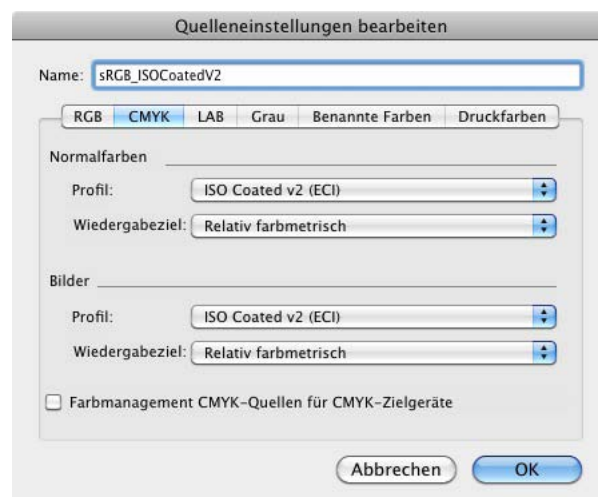 Quelleneinstellungen bearbeiten
Name: sRGB_ISOCoatedV2
RGB CMYK LAB Grau Benannte Farben Druckfarben
Normalfarben
Profil: ISO Coated v2 (ECI)
Wiedergabeziel: Relativ farbmetrisch
Bilder
Profil: ISO Coated v2 (ECI)
Wiedergabeziel: Relativ farbmetrisch
Farbmanagement CMYK-Quellen für CMYK-Zielgeräte
Abbrechen OK